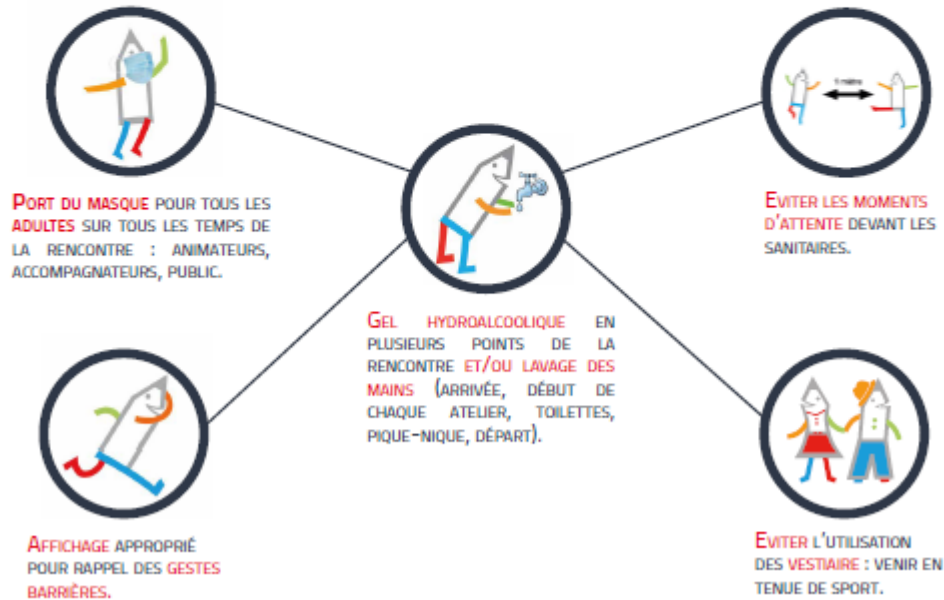 PORT DU MASQUE POUR TOUS LES
ADULTES SUR TOUS LES TEMPS DE
LA RENCONTRE : ANIMATEURS,
ACCOMPAGNATEURS, PUBLIC.
1 mètre
EVITER LES MOMENTS
D'ATTENTE DEVANT LES
SANITAIRES.
GEL HYDROALCOOLIQUE EN
PLUSIEURS POINTS DE LA
RENCONTRE ET/OU LAVAGE DES
MAINS (ARRIVÉE, DÉBUT DE
CHAQUE ATELIER, TOILETTES,
PIQUE-NIQUE, DÉPART).
AFFICHAGE APPROPRIÉ
POUR RAPPEL DES GESTES
BARRIÈRES.
EVITER L'UTILISATION
DES VESTIAIRE : VENIR EN
TENUE DE SPORT.